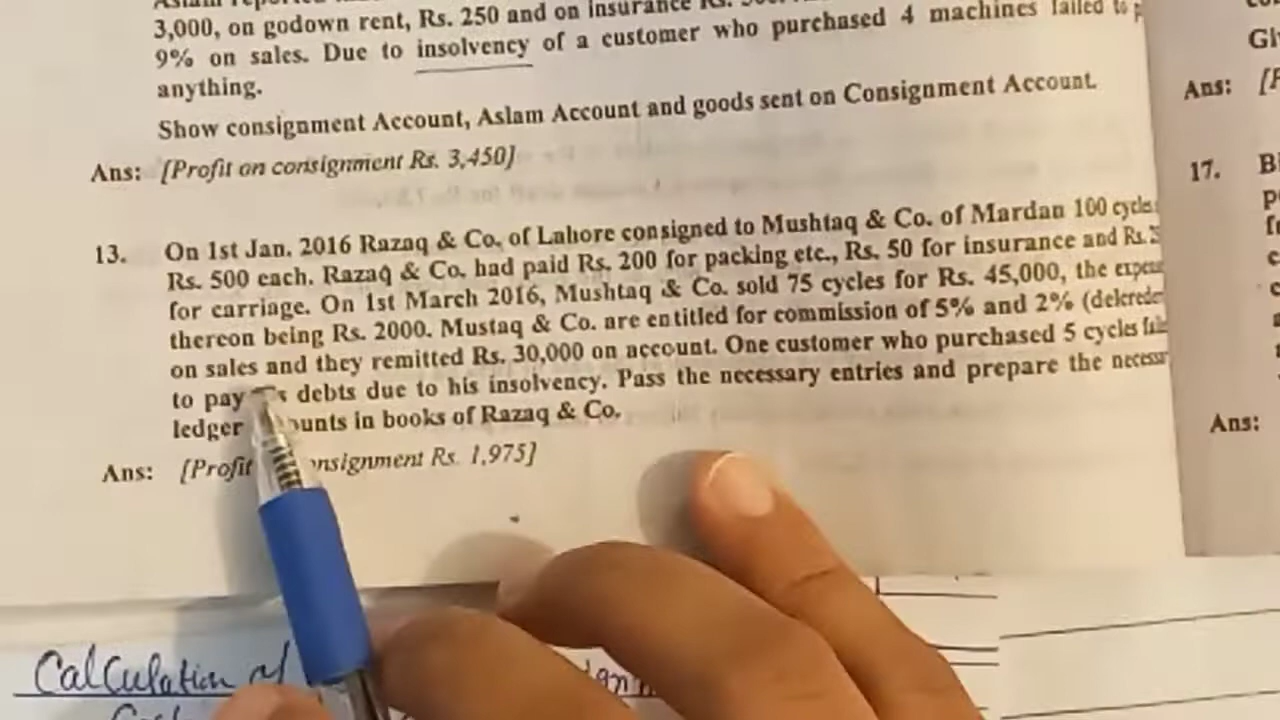 3,000, on godown rent, Rs. 250 and on insurance
9% on sales. Due to insolvency of a customer who purchased 4 machines failed to
anything.
Show consignment Account, Aslam Account and goods sent on Consignment Account.
Ans: [Profit on consignment Rs. 3,450]
13. On 1st Jan. 2016 Razaq & Co. of Lahore consigned to Mushtaq & Co. of Mardan 100 cycles
Rs. 500 each. Razaq & Co. had paid Rs. 200 for packing etc., Rs. 50 for insurance and Rs.
for carriage. On 1st March 2016, Mushtaq & Co. sold 75 cycles for Rs. 45,000, the
thereon being Rs. 2000. Mustaq & Co. are entitled for commission of 5% and 2%
on sales and they remitted Rs. 30,000 on account. One customer who purchased 5 cycles
to pay debts due to his insolvency. Pass the necessary entries and prepare the
ledger in books of Razaq & Co.
Ans: [Profit Rs. 1,975]
Ans:
17.
Ans:
Calculation of